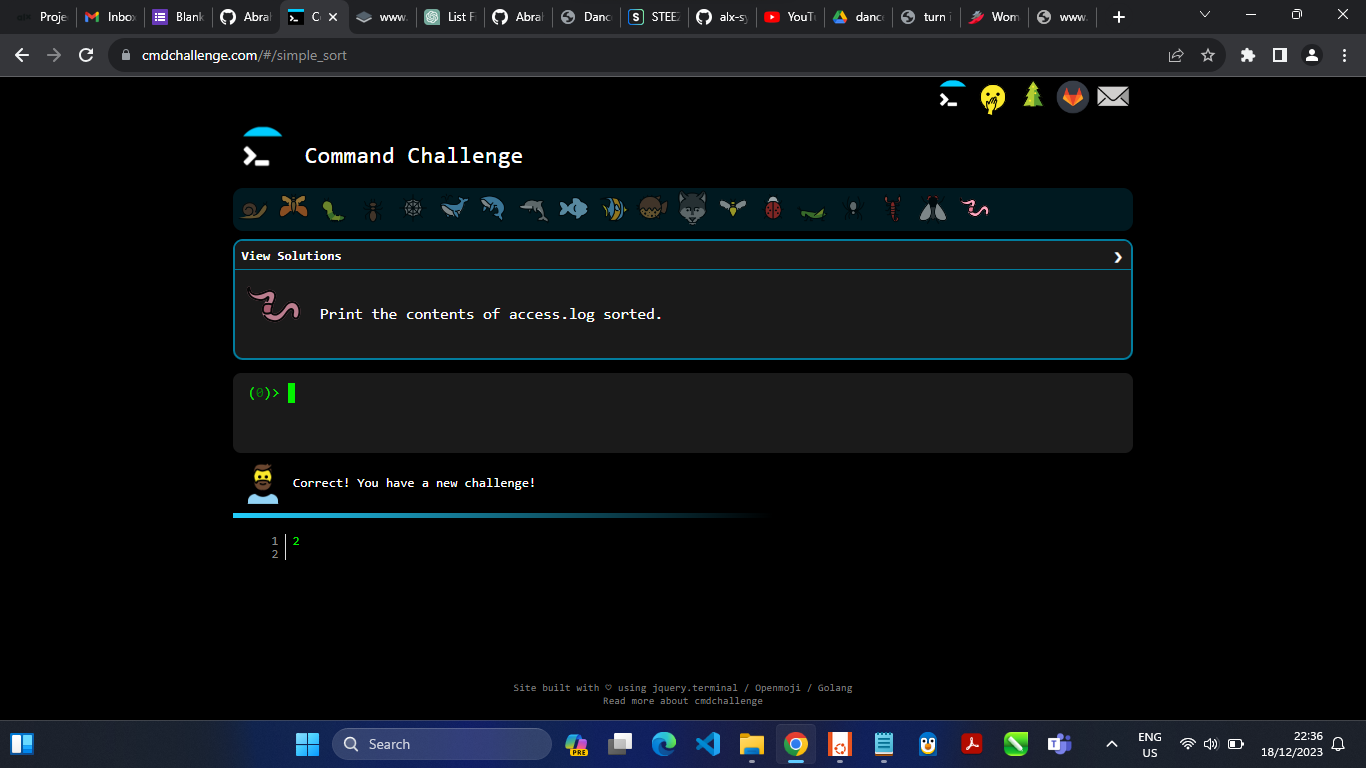 Proje
Inbox
Blank
Abral
C
www.
List F
Abral
Danc
STEEZ
alx-sy
YouTu
dance
turn i
Wom
www.
cmdchallenge.com/#/simple_sort
Command Challenge
View Solutions
Print the contents of access.log sorted.
(0)>
Correct! You have a new challenge!
1 2
2
Site built with ♡ using jquery.terminal / Openmoji / Golang
Read more about cmdchallenge
Search
PRE
ENG
US
22:36
18/12/2023